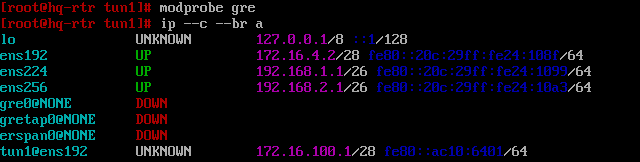 [root@hq-rtr tun1]# modprobe gre
[root@hq-rtr tun1]# ip --c --br a
lo UNKNOWN 127.0.0.1/8 ::1/128
ens192 UP 172.16.4.2/28 fe80::20c:29ff:fe24:108f/64
ens224 UP 192.168.1.1/26 fe80::20c:29ff:fe24:1099/64
ens256 UP 192.168.2.1/26 fe80::20c:29ff:fe24:10a3/64
gre0@NONE DOWN
gretap0@NONE DOWN
erspan0@NONE DOWN
tun1@ens192 UNKNOWN 172.16.100.1/28 fe80::ac10:6401/64